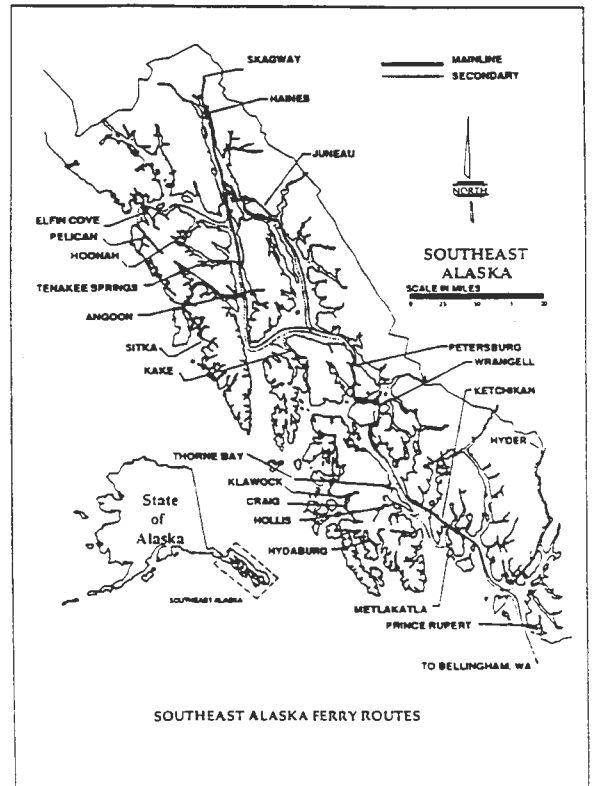 SKAGWAY
MAINLINE
SECONDARY
HAINES
JUNEAU
NORTH
ELFIN COVE
PELICAN
HOONAH
SOUTHEAST
ALASKA
TENAKEE SPRINGS
SCALE IN MILES
0 25
ANGOON
SITKA
PETERSBURG
WRANGELL
KAKE
KETCHIKAN
HYDER
THORNE BAY
KLAWOCK
CRAIG
HOLLIS
HYDABURG
State
of
Alaska
SOUTHEAST ALASKA
METLAKATLA
PRINCE RUPERT
TO BELLINGHAM, WA
SOUTHEAST ALASKA FERRY ROUTES